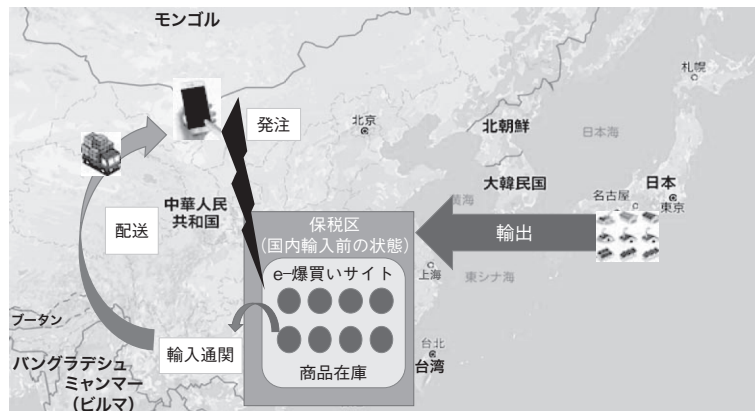 モンゴル
札幌
発注
北京
北朝鮮
日本海
大韓民国
名古屋
日本
東京
中華人民
共和国
黄海
配送
保税区
(国内輸入前の状態)
輸出
e-爆買いサイト
上海
東シナ海
ブータン
輸入通関
商品在庫
台北
台湾
バングラデシュ
ミャンマー
(ビルマ)